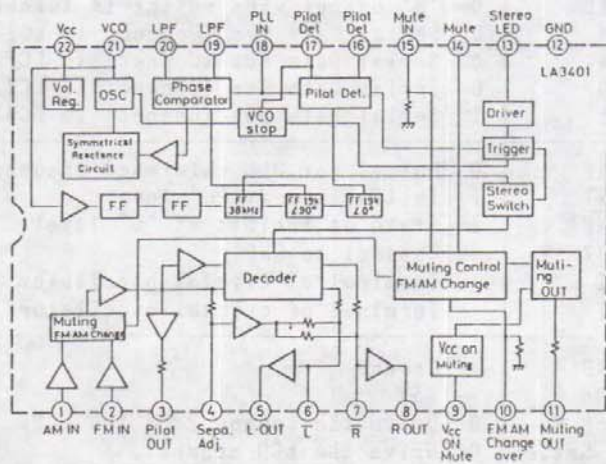 Vcc VCO LPF LPF PLL IN Pilot Det Pilot Det. Mute IN Mute Stereo LED GND
22 21 20 19 18 17 16 15 14 13 12
LA3401
Vol. Reg.
OSC
Phase Comparator
VCO stop
Pilot Det.
Driver
Trigger
Stereo Switch
Symmetrical Reactance Circuit
FF
FF
FF 38kHz
FF 19k ∠90°
FF 19k ∠0°
Decoder
Muting Control FM AM Change
Muting OUT
Muting FM AM Change
Vcc on Muting
1 2 3 4 5 6 7 8 9 10 11
AM IN FM IN Pilot OUT Sepa. Adj. L-OUT L R R OUT Vcc ON Mute FM AM Change over Muting OUT